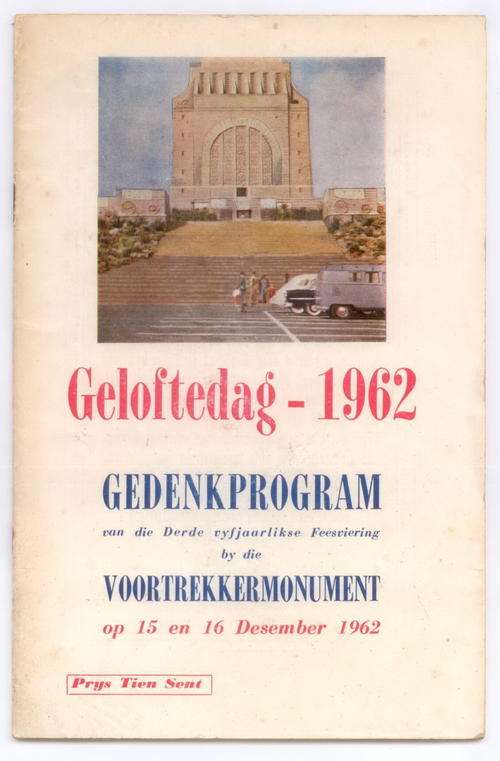 Geloftedag - 1962
GEDENKPROGRAM
van die Derde vyfjaarlikse Feesviering
by die
VOORTREKKERMONUMENT
op 15 en 16 Desember 1962
Prys Tien Sent